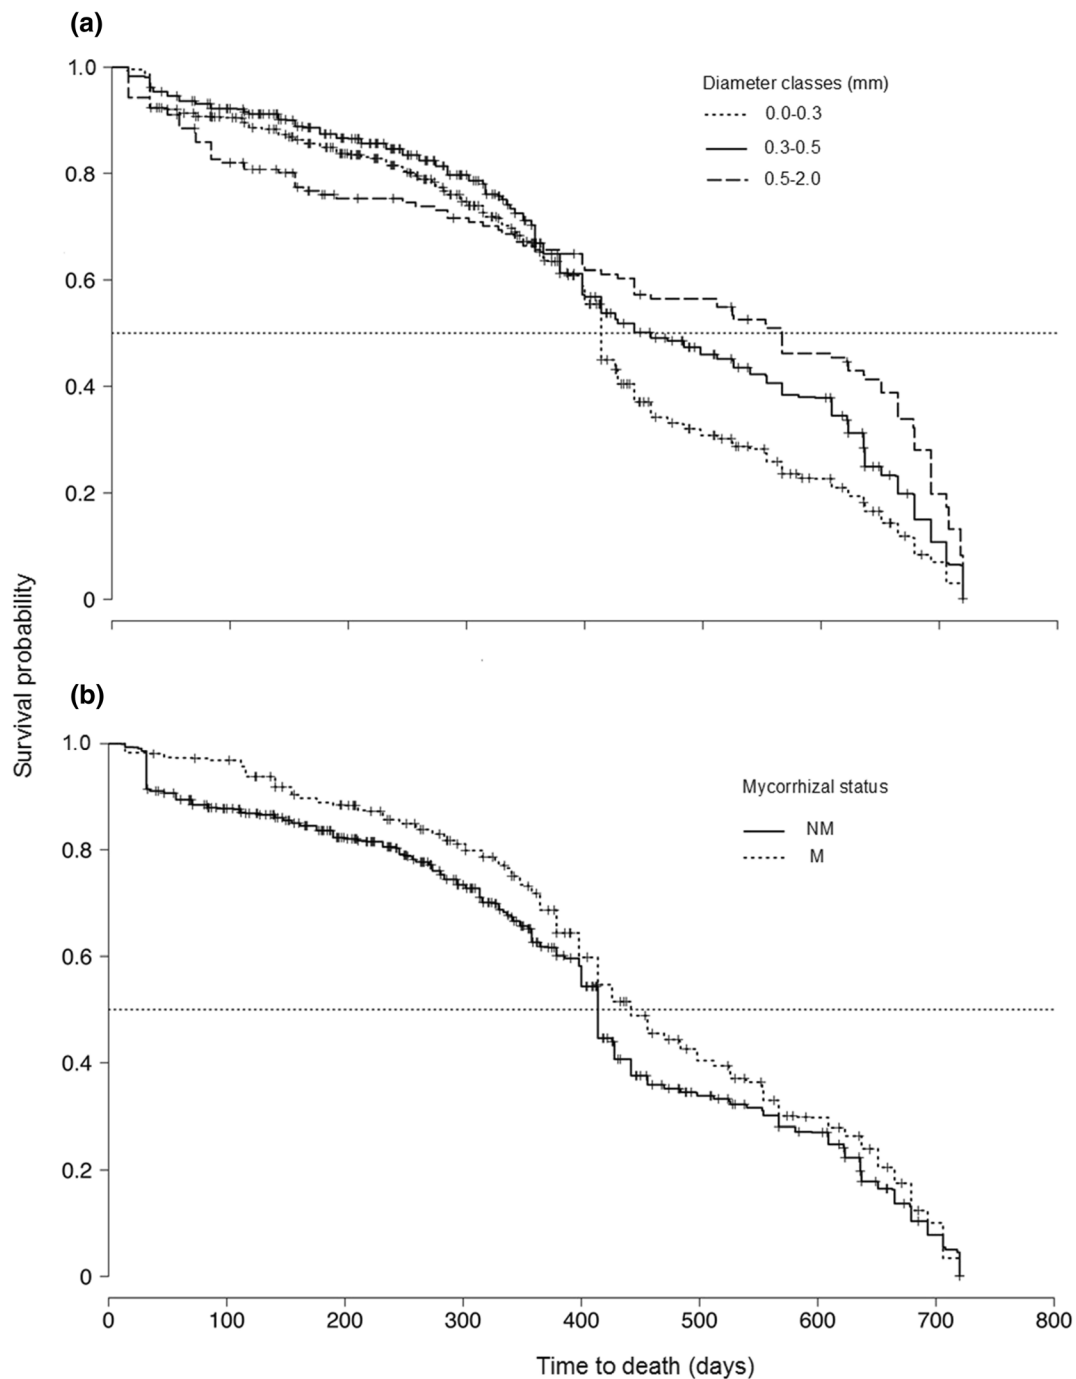 (a)
1.0
0.8
0.6
0.4
0.2
0
Diameter classes (mm)
0.0-0.3
0.3-0.5
0.5-2.0
Survival probability
(b)
1.0
0.8
0.6
0.4
0.2
0
Mycorrhizal status
NM
M
0 100 200 300 400 500 600 700 800
Time to death (days)